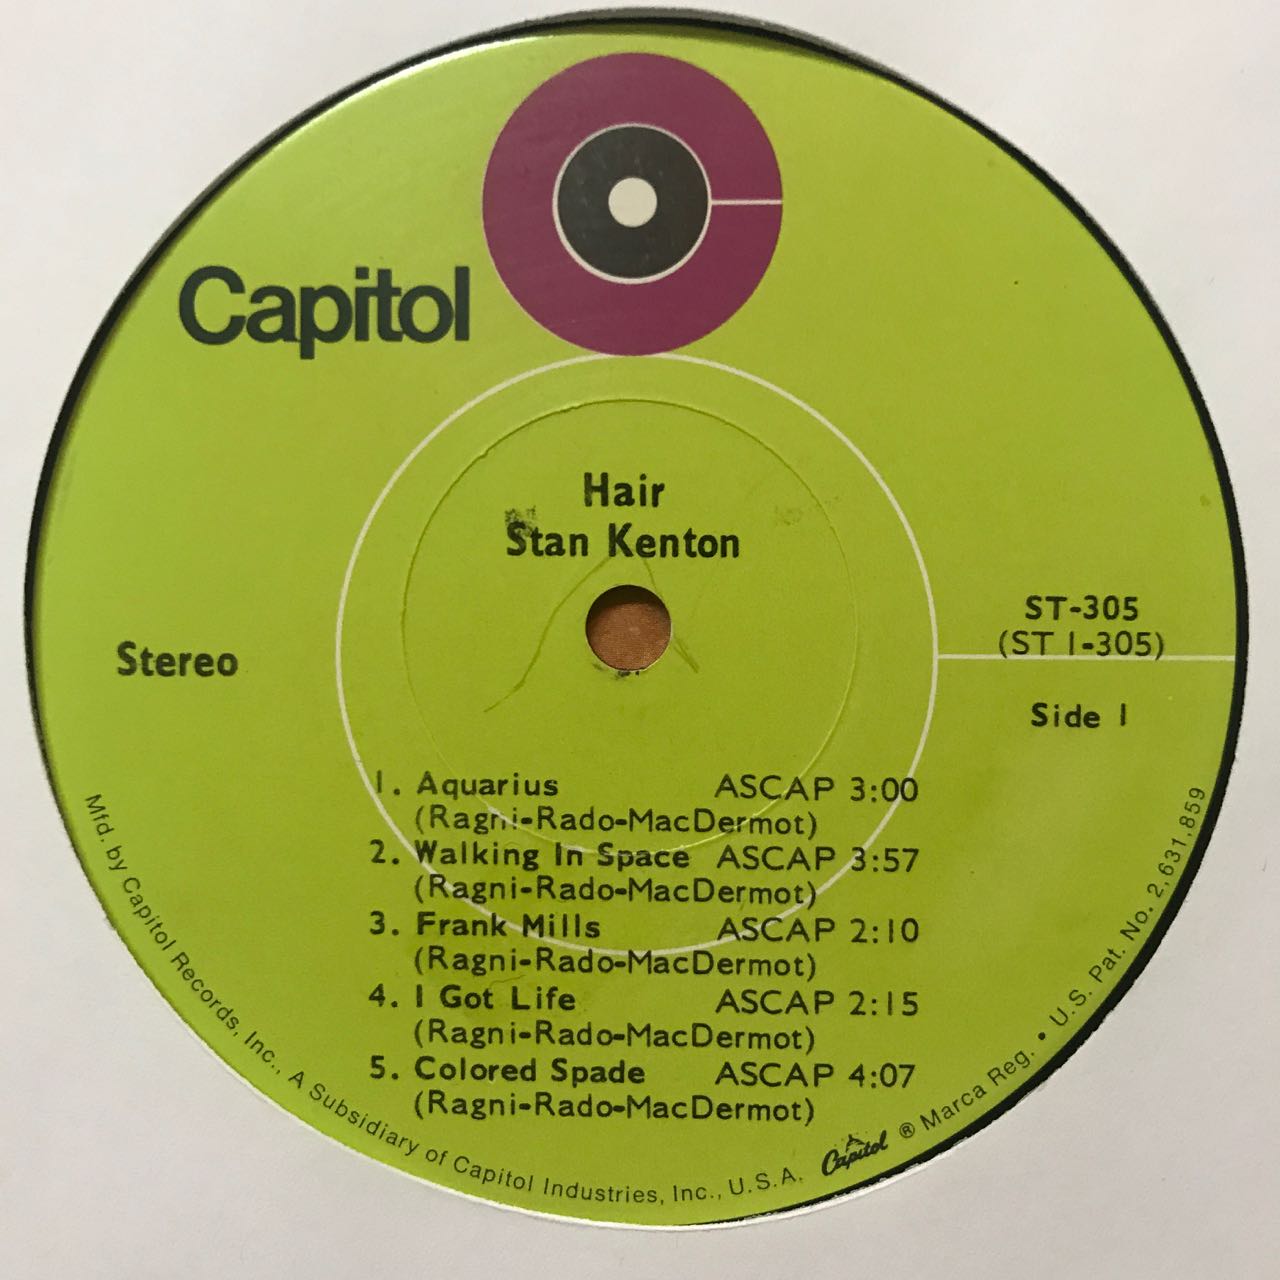 Capitol
Hair
Stan Kenton
Stereo
ST-305
(ST 1-305)
Side 1
1. Aquarius ASCAP 3:00
(Ragni-Rado-MacDermot)
2. Walking In Space ASCAP 3:57
(Ragni-Rado-MacDermot)
3. Frank Mills ASCAP 2:10
(Ragni-Rado-MacDermot)
4. I Got Life ASCAP 2:15
(Ragni-Rado-MacDermot)
5. Colored Spade ASCAP 4:07
(Ragni-Rado-MacDermot)
Mfd. by Capitol Records, Inc., A Subsidiary of Capitol Industries, Inc., U.S.A. Capitol ® Marca Reg. • U.S. Pat. No. 2,631,859